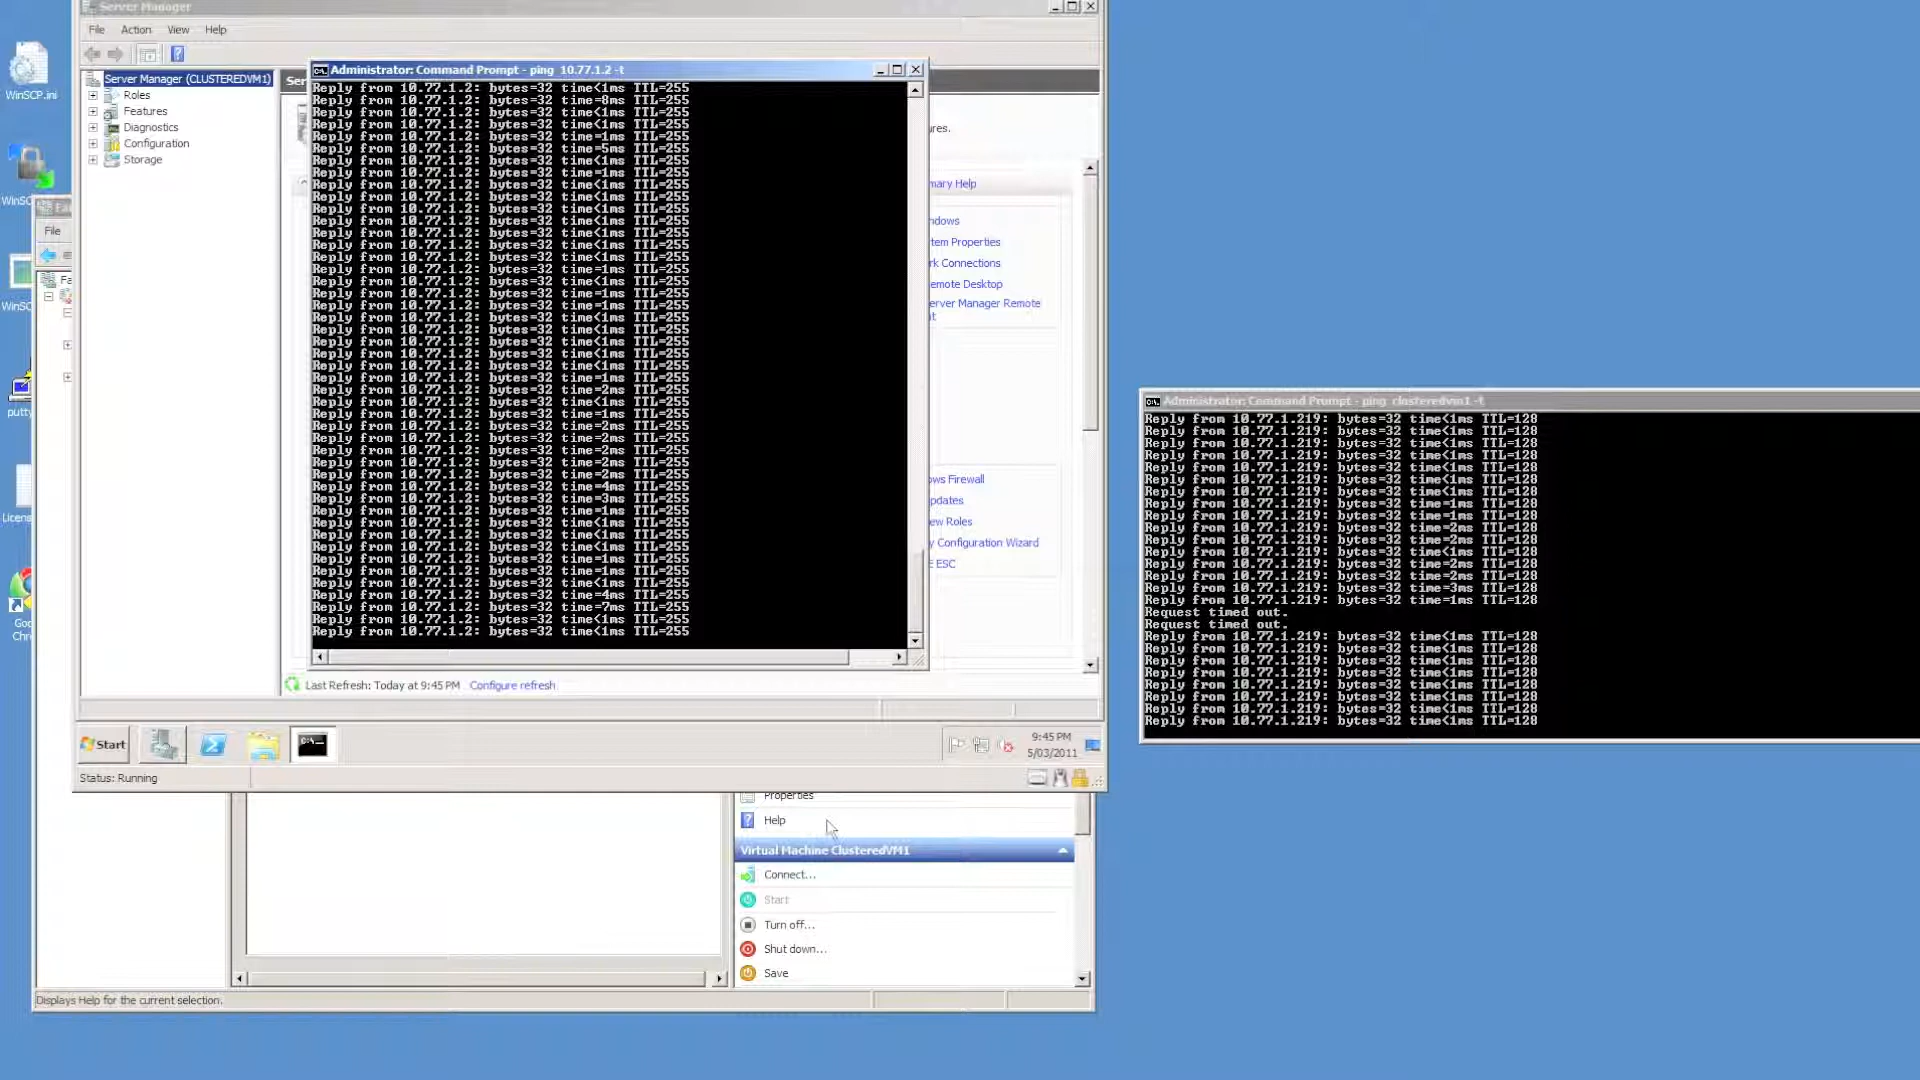 Server Manager
File Action View Help
WinSCP.ini
Server Manager (CLUSTEREDVM1)
Roles
Features
Diagnostics
Configuration
Storage
File
putty
Administrator: Command Prompt - ping 10.77.1.2 -t
Reply from 10.77.1.2: bytes=32 time<1ms TTL=255
Reply from 10.77.1.2: bytes=32 time=8ms TTL=255
Reply from 10.77.1.2: bytes=32 time<1ms TTL=255
Reply from 10.77.1.2: bytes=32 time<1ms TTL=255
Reply from 10.77.1.2: bytes=32 time=1ms TTL=255
Reply from 10.77.1.2: bytes=32 time=5ms TTL=255
Reply from 10.77.1.2: bytes=32 time<1ms TTL=255
Reply from 10.77.1.2: bytes=32 time=1ms TTL=255
Reply from 10.77.1.2: bytes=32 time<1ms TTL=255
Reply from 10.77.1.2: bytes=32 time<1ms TTL=255
Reply from 10.77.1.2: bytes=32 time<1ms TTL=255
Reply from 10.77.1.2: bytes=32 time<1ms TTL=255
Reply from 10.77.1.2: bytes=32 time<1ms TTL=255
Reply from 10.77.1.2: bytes=32 time<1ms TTL=255
Reply from 10.77.1.2: bytes=32 time<1ms TTL=255
Reply from 10.77.1.2: bytes=32 time=1ms TTL=255
Reply from 10.77.1.2: bytes=32 time<1ms TTL=255
Reply from 10.77.1.2: bytes=32 time=1ms TTL=255
Reply from 10.77.1.2: bytes=32 time=1ms TTL=255
Reply from 10.77.1.2: bytes=32 time<1ms TTL=255
Reply from 10.77.1.2: bytes=32 time<1ms TTL=255
Reply from 10.77.1.2: bytes=32 time<1ms TTL=255
Reply from 10.77.1.2: bytes=32 time<1ms TTL=255
Reply from 10.77.1.2: bytes=32 time=1ms TTL=255
Reply from 10.77.1.2: bytes=32 time=1ms TTL=255
Reply from 10.77.1.2: bytes=32 time=2ms TTL=255
Reply from 10.77.1.2: bytes=32 time<1ms TTL=255
Reply from 10.77.1.2: bytes=32 time=1ms TTL=255
Reply from 10.77.1.2: bytes=32 time=2ms TTL=255
Reply from 10.77.1.2: bytes=32 time=2ms TTL=255
Reply from 10.77.1.2: bytes=32 time=2ms TTL=255
Reply from 10.77.1.2: bytes=32 time=2ms TTL=255
Reply from 10.77.1.2: bytes=32 time=2ms TTL=255
Reply from 10.77.1.2: bytes=32 time=4ms TTL=255
Reply from 10.77.1.2: bytes=32 time=3ms TTL=255
Reply from 10.77.1.2: bytes=32 time=1ms TTL=255
Reply from 10.77.1.2: bytes=32 time<1ms TTL=255
Reply from 10.77.1.2: bytes=32 time<1ms TTL=255
Reply from 10.77.1.2: bytes=32 time<1ms TTL=255
Reply from 10.77.1.2: bytes=32 time=1ms TTL=255
Reply from 10.77.1.2: bytes=32 time=1ms TTL=255
Reply from 10.77.1.2: bytes=32 time<1ms TTL=255
Reply from 10.77.1.2: bytes=32 time=4ms TTL=255
Reply from 10.77.1.2: bytes=32 time=7ms TTL=255
Reply from 10.77.1.2: bytes=32 time<1ms TTL=255
Reply from 10.77.1.2: bytes=32 time<1ms TTL=255
Help
Properties
Remote Desktop
Firewall
Roles
Configuration Wizard
ESC
Last Refresh: Today at 9:45 PM Configure refresh
Start
9:45 PM
5/03/2011
Status: Running
Properties
Help
Virtual Machine ClusteredVM1
Connect...
Start
Turn off...
Shut down...
Save
Displays Help for the current selection.
Administrator: Command Prompt - ping clusteredvm1 -t
Reply from 10.77.1.219: bytes=32 time<1ms TTL=128
Reply from 10.77.1.219: bytes=32 time<1ms TTL=128
Reply from 10.77.1.219: bytes=32 time<1ms TTL=128
Reply from 10.77.1.219: bytes=32 time<1ms TTL=128
Reply from 10.77.1.219: bytes=32 time<1ms TTL=128
Reply from 10.77.1.219: bytes=32 time<1ms TTL=128
Reply from 10.77.1.219: bytes=32 time<1ms TTL=128
Reply from 10.77.1.219: bytes=32 time=1ms TTL=128
Reply from 10.77.1.219: bytes=32 time=1ms TTL=128
Reply from 10.77.1.219: bytes=32 time=2ms TTL=128
Reply from 10.77.1.219: bytes=32 time=2ms TTL=128
Reply from 10.77.1.219: bytes=32 time<1ms TTL=128
Reply from 10.77.1.219: bytes=32 time=2ms TTL=128
Reply from 10.77.1.219: bytes=32 time=2ms TTL=128
Reply from 10.77.1.219: bytes=32 time=3ms TTL=128
Reply from 10.77.1.219: bytes=32 time=1ms TTL=128
Request timed out.
Request timed out.
Reply from 10.77.1.219: bytes=32 time<1ms TTL=128
Reply from 10.77.1.219: bytes=32 time<1ms TTL=128
Reply from 10.77.1.219: bytes=32 time<1ms TTL=128
Reply from 10.77.1.219: bytes=32 time<1ms TTL=128
Reply from 10.77.1.219: bytes=32 time<1ms TTL=128
Reply from 10.77.1.219: bytes=32 time<1ms TTL=128
Reply from 10.77.1.219: bytes=32 time<1ms TTL=128
Reply from 10.77.1.219: bytes=32 time<1ms TTL=128